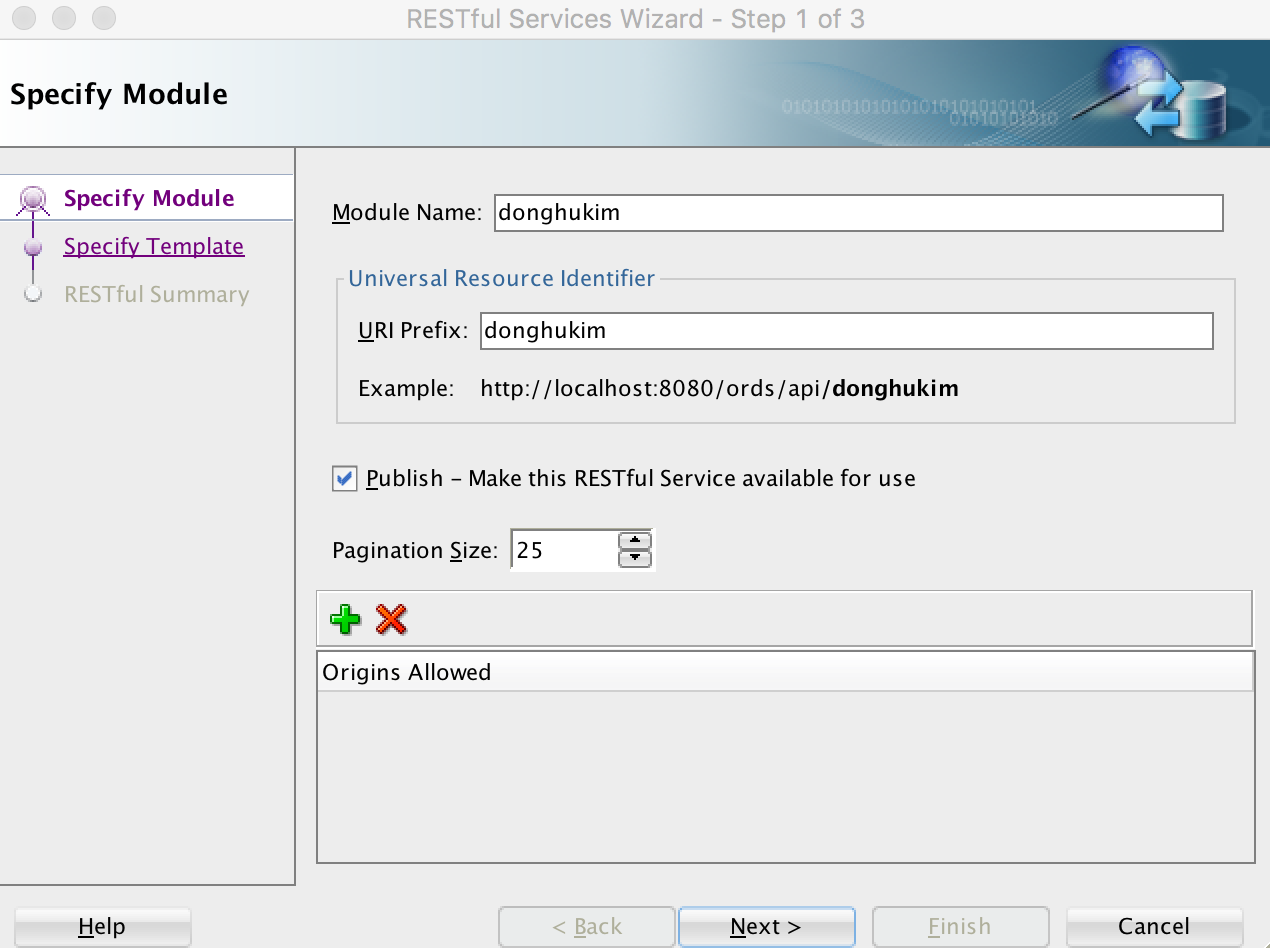 RESTful Services Wizard - Step 1 of 3
Specify Module
01010101010101010101010101
01010101010
Specify Module
Specify Template
RESTful Summary
Module Name: donghukim
Universal Resource Identifier
URI Prefix: donghukim
Example: http://localhost:8080/ords/api/donghukim
Publish – Make this RESTful Service available for use
Pagination Size: 25
Origins Allowed
Help < Back Next > Finish Cancel